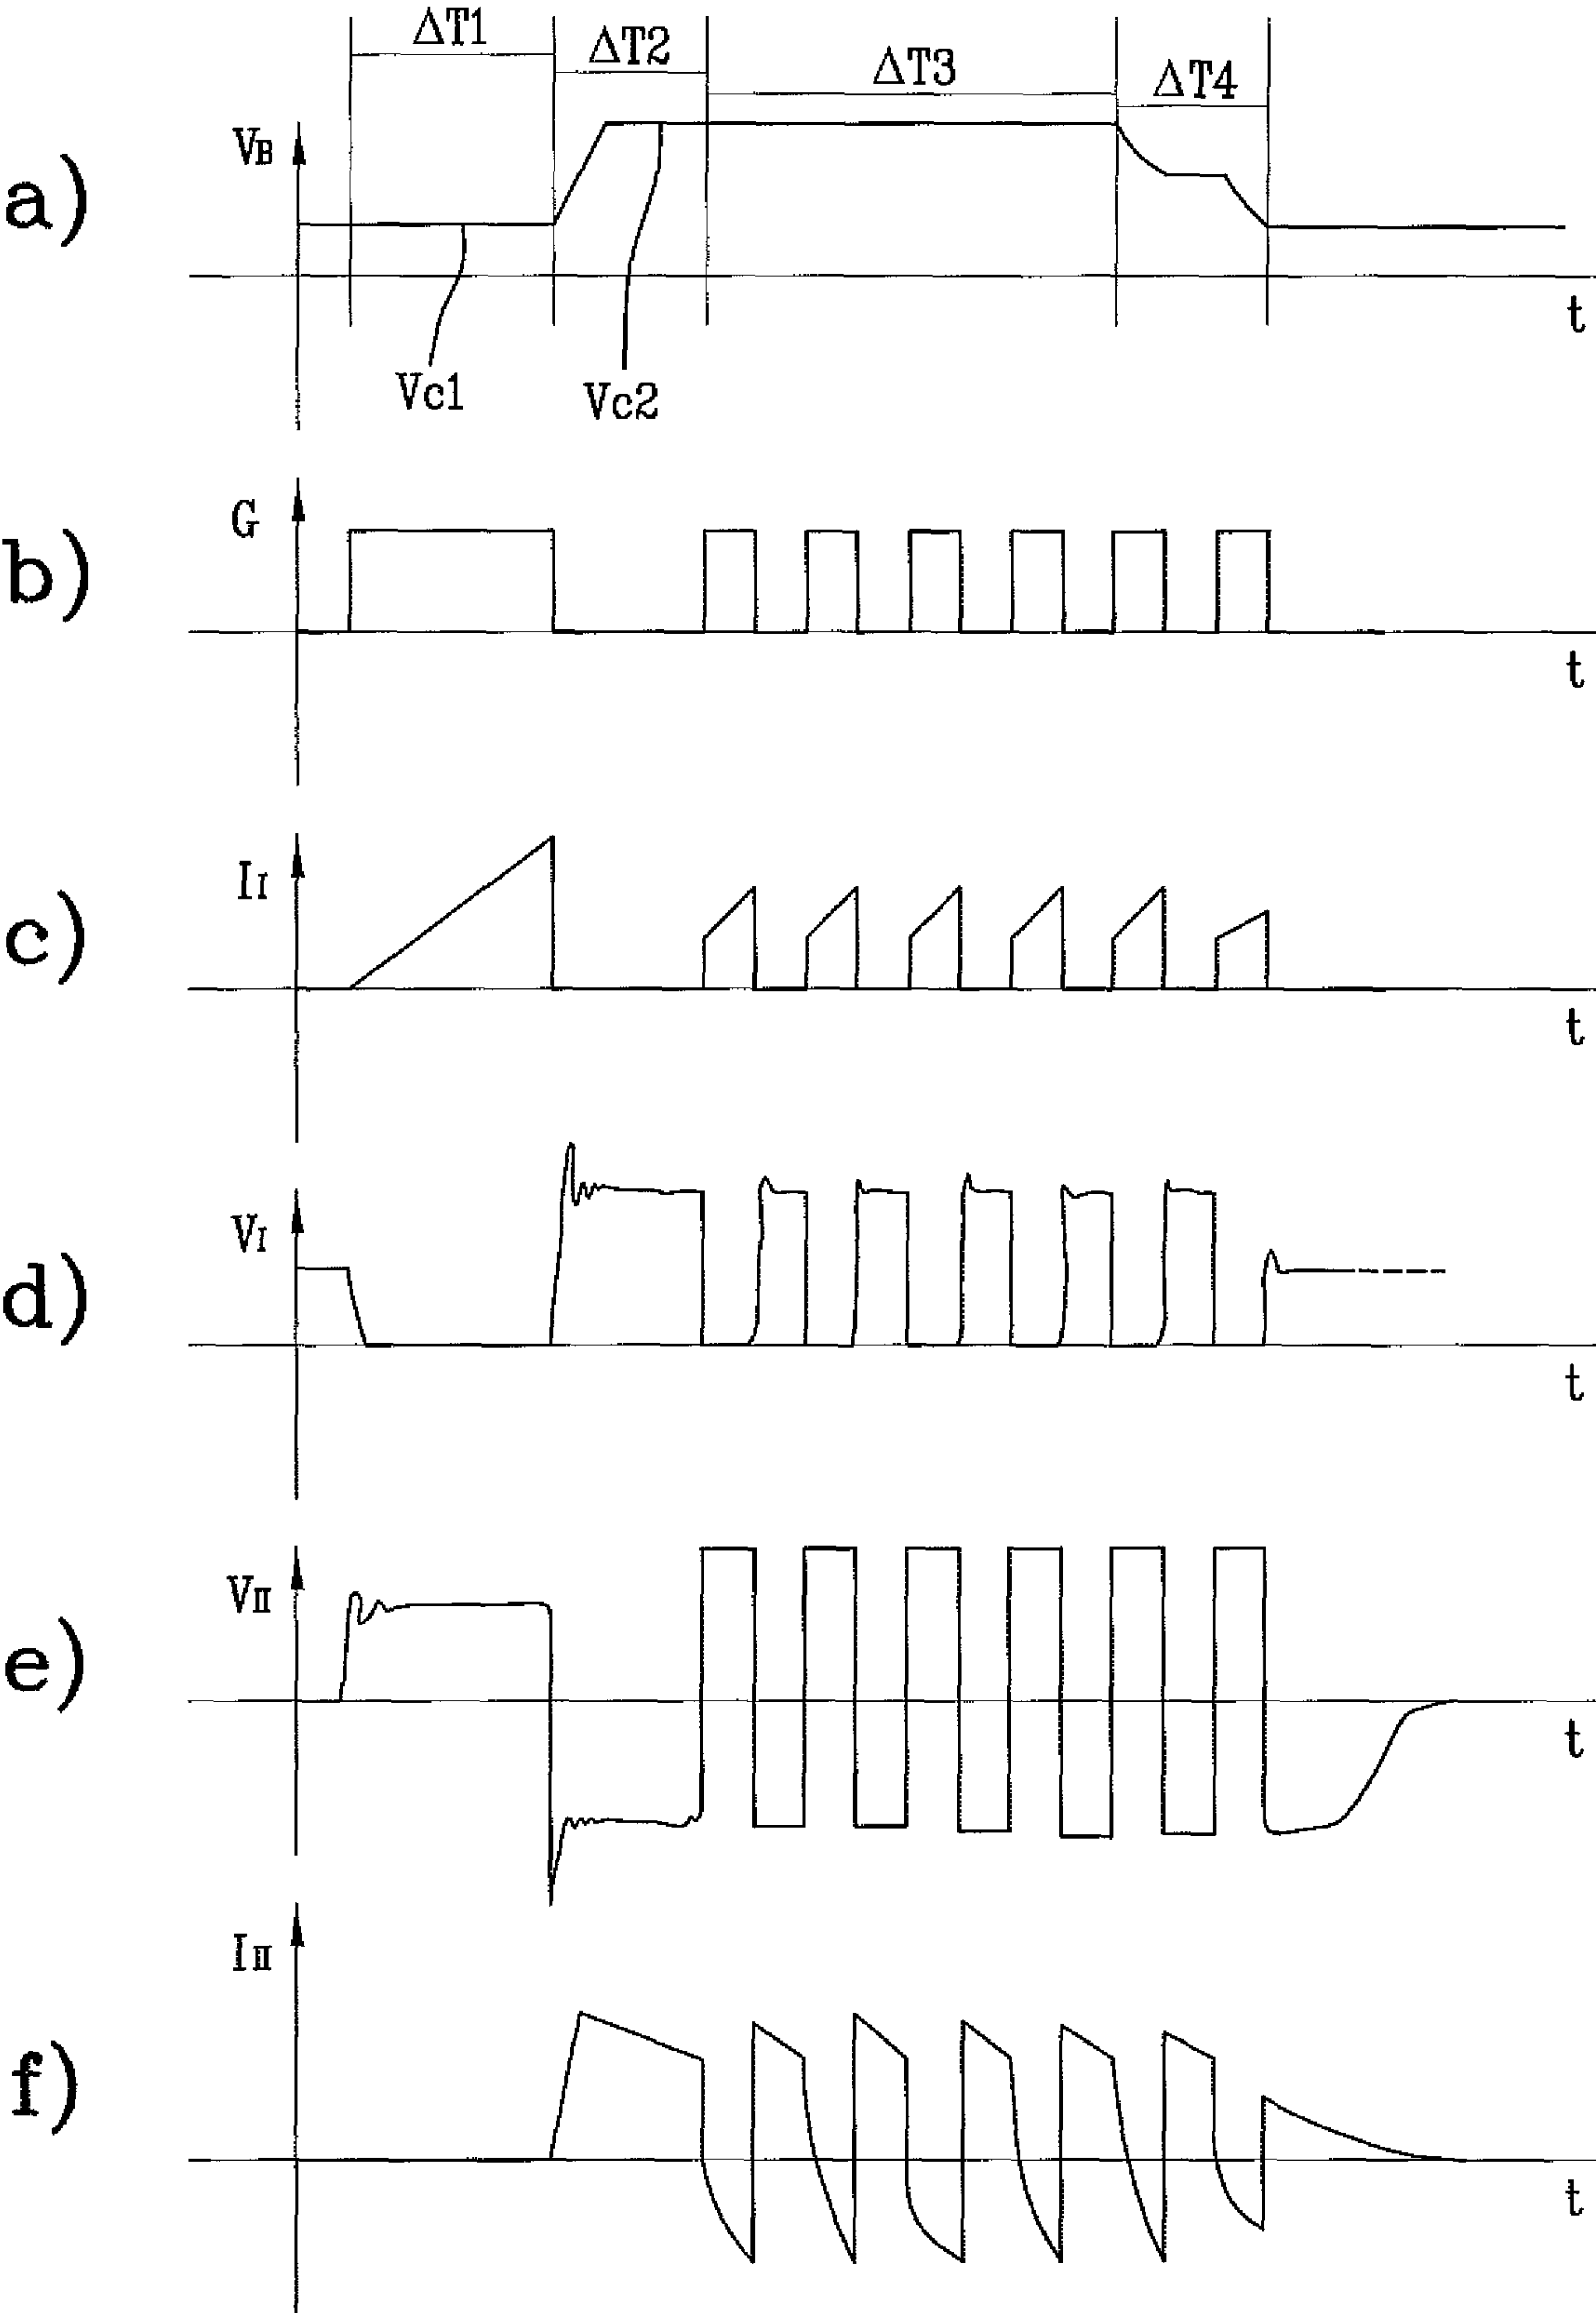 ΔT1
ΔT2
ΔT3
ΔT4
a)
VB
t
Vc1
Vc2
b)
G
t
c)
II
t
d)
VI
t
e)
VII
t
f)
III
t